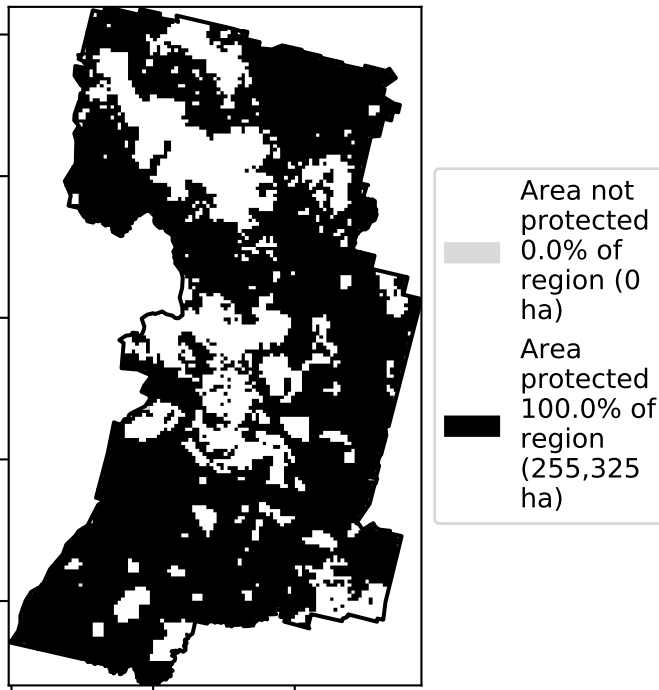 Area not
protected
0.0% of
region (0
ha)
Area
protected
100.0% of
region
(255,325
ha)